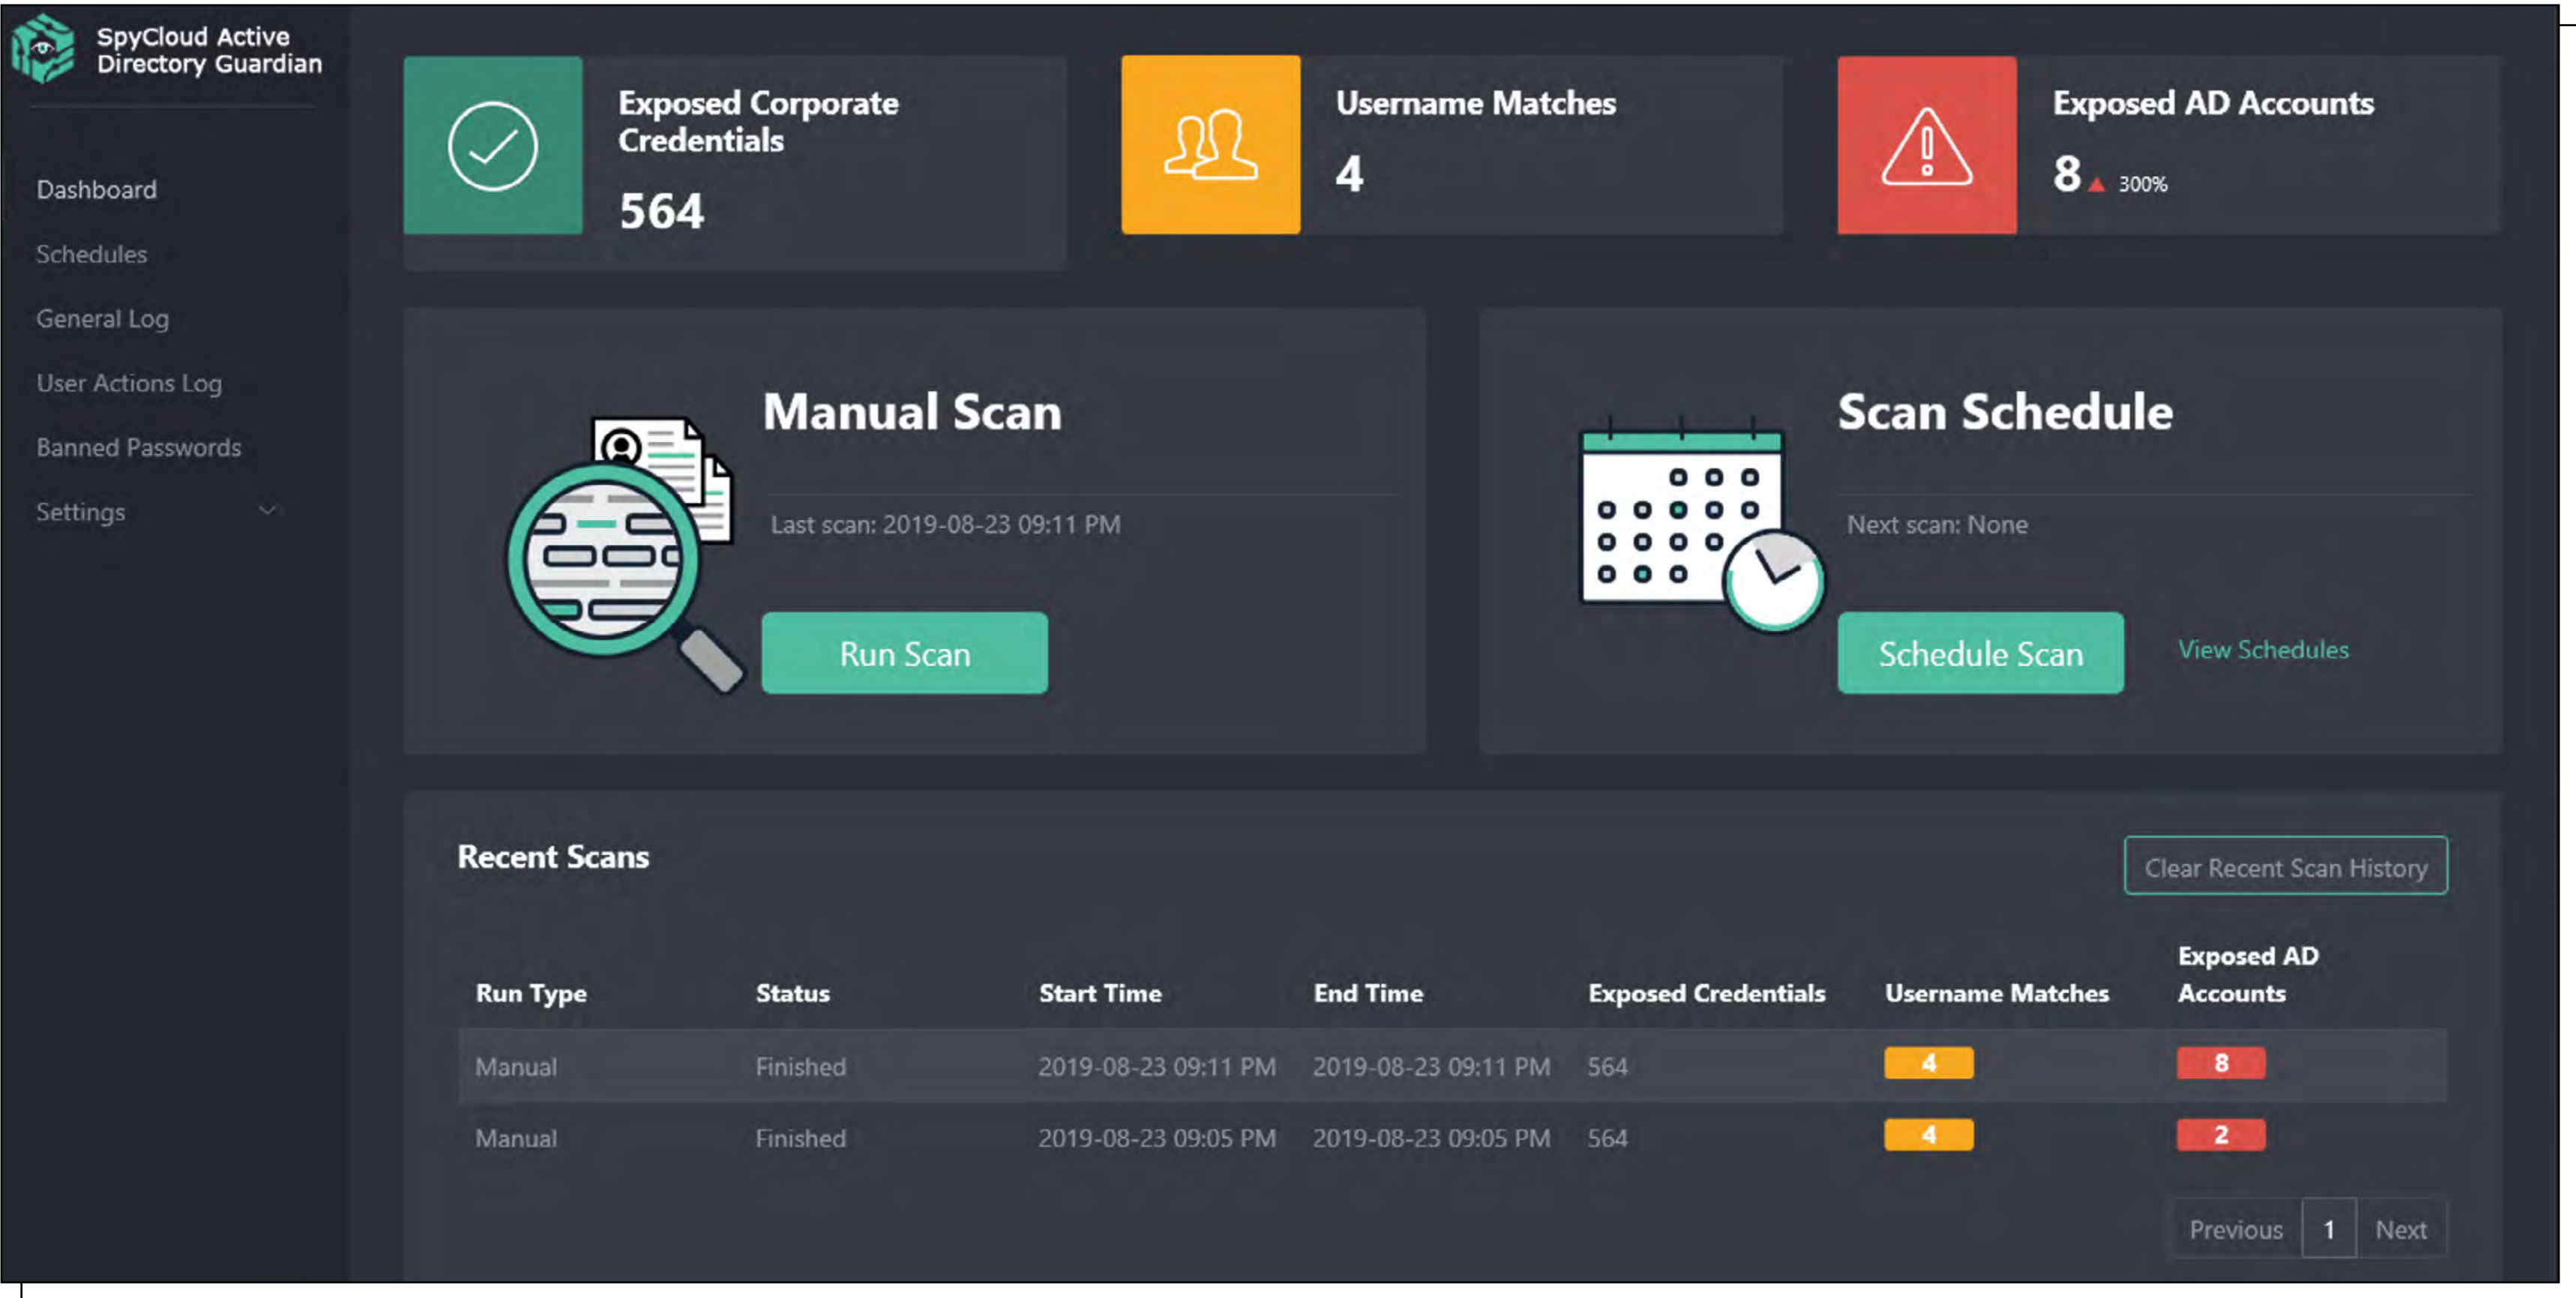 SpyCloud Active
Directory Guardian
Dashboard
Schedules
General Log
User Actions Log
Banned Passwords
Settings
Exposed Corporate
Credentials
564
Username Matches
4
Exposed AD Accounts
8 ▲ 300%
Manual Scan
Last scan: 2019-08-23 09:11 PM
Run Scan
Scan Schedule
Next scan: None
Schedule Scan View Schedules
Recent Scans
Clear Recent Scan History
Run Type Status Start Time End Time Exposed Credentials Username Matches Exposed AD
Accounts
Manual Finished 2019-08-23 09:11 PM 2019-08-23 09:11 PM 564 4 8
Manual Finished 2019-08-23 09:05 PM 2019-08-23 09:05 PM 564 4 2
Previous 1 Next